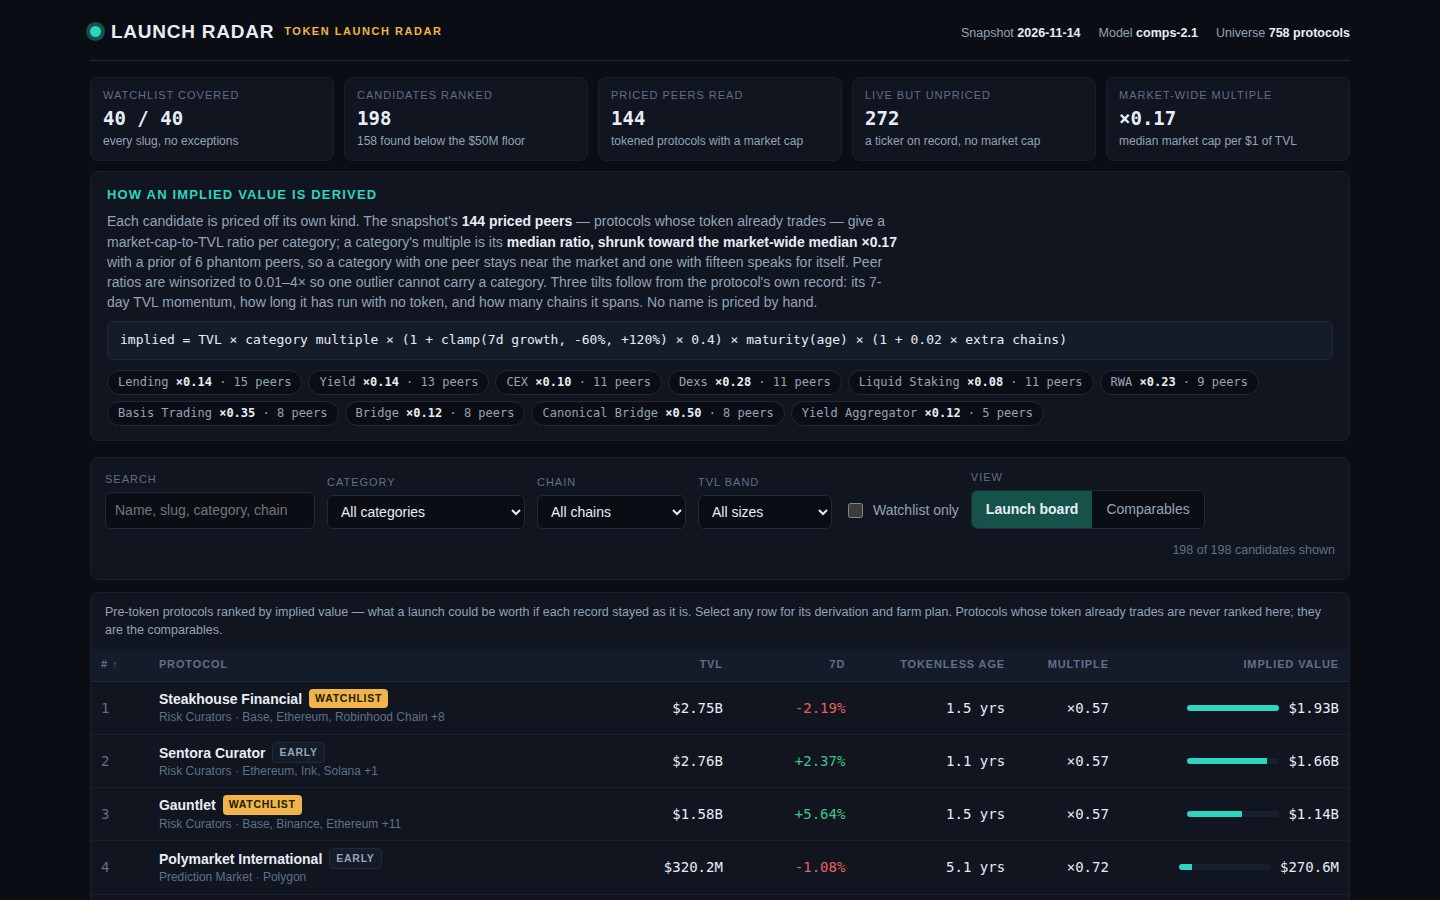 LAUNCH RADAR TOKEN LAUNCH RADAR
Snapshot 2026-11-14 Model comps-2.1 Universe 758 protocols
WATCHLIST COVERED
40 / 40
every slug, no exceptions
CANDIDATES RANKED
198
158 found below the $50M floor
PRICED PEERS READ
144
tokened protocols with a market cap
LIVE BUT UNPRICED
272
a ticker on record, no market cap
MARKET-WIDE MULTIPLE
×0.17
median market cap per $1 of TVL
HOW AN IMPLIED VALUE IS DERIVED
Each candidate is priced off its own kind. The snapshot's 144 priced peers — protocols whose token already trades — give a
market-cap-to-TVL ratio per category; a category's multiple is its median ratio, shrunk toward the market-wide median ×0.17
with a prior of 6 phantom peers, so a category with one peer stays near the market and one with fifteen speaks for itself. Peer
ratios are winsorized to 0.01–4× so one outlier cannot carry a category. Three tilts follow from the protocol's own record: its 7-
day TVL momentum, how long it has run with no token, and how many chains it spans. No name is priced by hand.
implied = TVL × category multiple × (1 + clamp(7d growth, -60%, +120%) × 0.4) × maturity(age) × (1 + 0.02 × extra chains)
Lending ×0.14 · 15 peers Yield ×0.14 · 13 peers CEX ×0.10 · 11 peers Dexs ×0.28 · 11 peers Liquid Staking ×0.08 · 11 peers RWA ×0.23 · 9 peers
Basis Trading ×0.35 · 8 peers Bridge ×0.12 · 8 peers Canonical Bridge ×0.50 · 8 peers Yield Aggregator ×0.12 · 5 peers
SEARCH
Name, slug, category, chain
CATEGORY
All categories
CHAIN
All chains
TVL BAND
All sizes
Watchlist only
VIEW
Launch board Comparables
198 of 198 candidates shown
Pre-token protocols ranked by implied value — what a launch could be worth if each record stayed as it is. Select any row for its derivation and farm plan. Protocols whose token already trades are never ranked here; they
are the comparables.
# ↑ PROTOCOL TVL 7D TOKENLESS AGE MULTIPLE IMPLIED VALUE
1 Steakhouse Financial WATCHLIST $2.75B -2.19% 1.5 yrs ×0.57 $1.93B
Risk Curators · Base, Ethereum, Robinhood Chain +8
2 Sentora Curator EARLY $2.76B +2.37% 1.1 yrs ×0.57 $1.66B
Risk Curators · Ethereum, Ink, Solana +1
3 Gauntlet WATCHLIST $1.58B +5.64% 1.5 yrs ×0.57 $1.14B
Risk Curators · Base, Binance, Ethereum +11
4 Polymarket International EARLY $320.2M -1.08% 5.1 yrs ×0.72 $270.6M
Prediction Market · Polygon